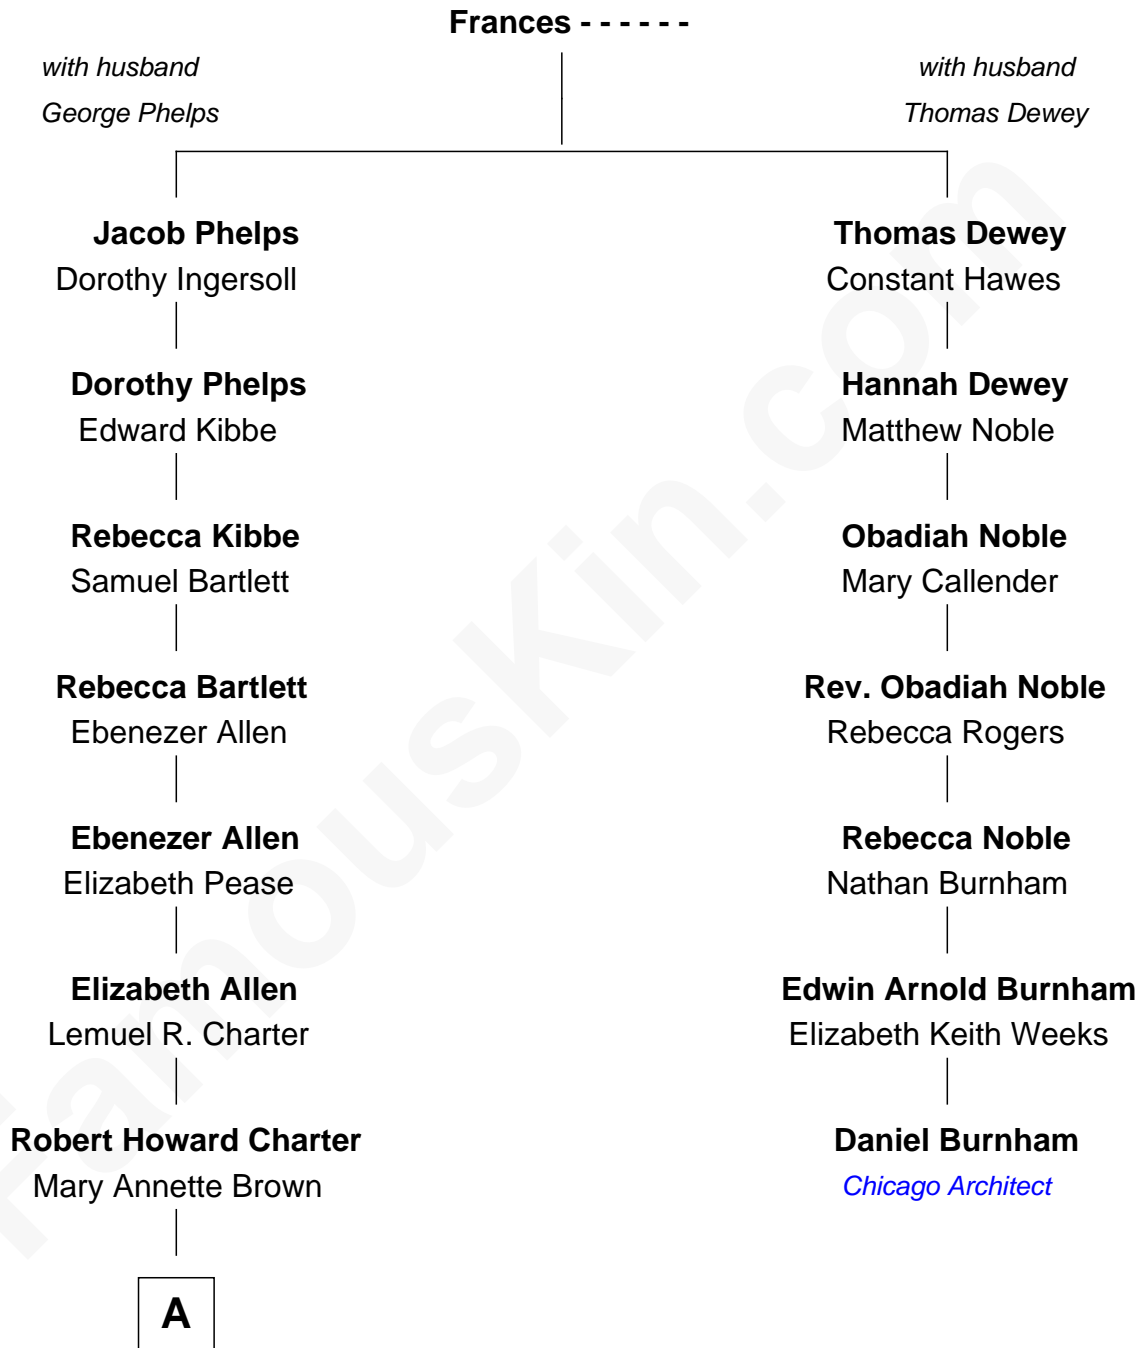 Frances - - - - - -
with husband
George Phelps
with husband
Thomas Dewey
Jacob Phelps
Dorothy Ingersoll
Thomas Dewey
Constant Hawes
Dorothy Phelps
Edward Kibbe
Hannah Dewey
Matthew Noble
Rebecca Kibbe
Samuel Bartlett
Obadiah Noble
Mary Callender
Rebecca Bartlett
Ebenezer Allen
Rev. Obadiah Noble
Rebecca Rogers
Ebenezer Allen
Elizabeth Pease
Rebecca Noble
Nathan Burnham
Elizabeth Allen
Lemuel R. Charter
Edwin Arnold Burnham
Elizabeth Keith Weeks
Robert Howard Charter
Mary Annette Brown
Daniel Burnham
Chicago Architect
A
FamousKin.com